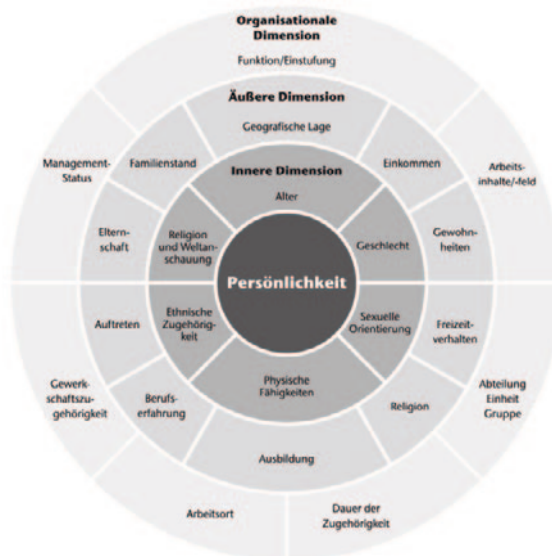 Organisationale
Dimension
Funktion/Einstufung
Äußere Dimension
Geografische Lage
Management-
Status
Familienstand
Innere Dimension
Alter
Einkommen
Arbeits-
inhalte/-feld
Eltern-
schaft
Religion
und Weltan-
schauung
Geschlecht
Gewohn-
heiten
Persönlichkeit
Auftreten
Ethnische
Zugehörig-
keit
Sexuelle
Orientierung
Freizeit-
verhalten
Gewerk-
schaftszu-
gehörigkeit
Berufs-
erfahrung
Physische
Fähigkeiten
Religion
Abteilung
Einheit
Gruppe
Ausbildung
Arbeitsort
Dauer der
Zugehörigkeit